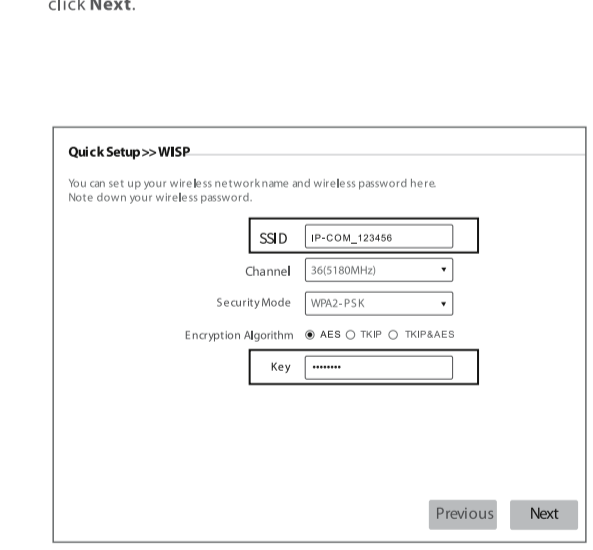 click Next.
Quick Setup>>WISP
You can set up your wireless network name and wireless password here.
Note down your wireless password.
SSID IP-COM_123456
Channel 36(5180MHz)
Security Mode WPA2-PSK
Encryption Algorithm AES TKIP TKIP&AES
Key ••••••••
Previous Next